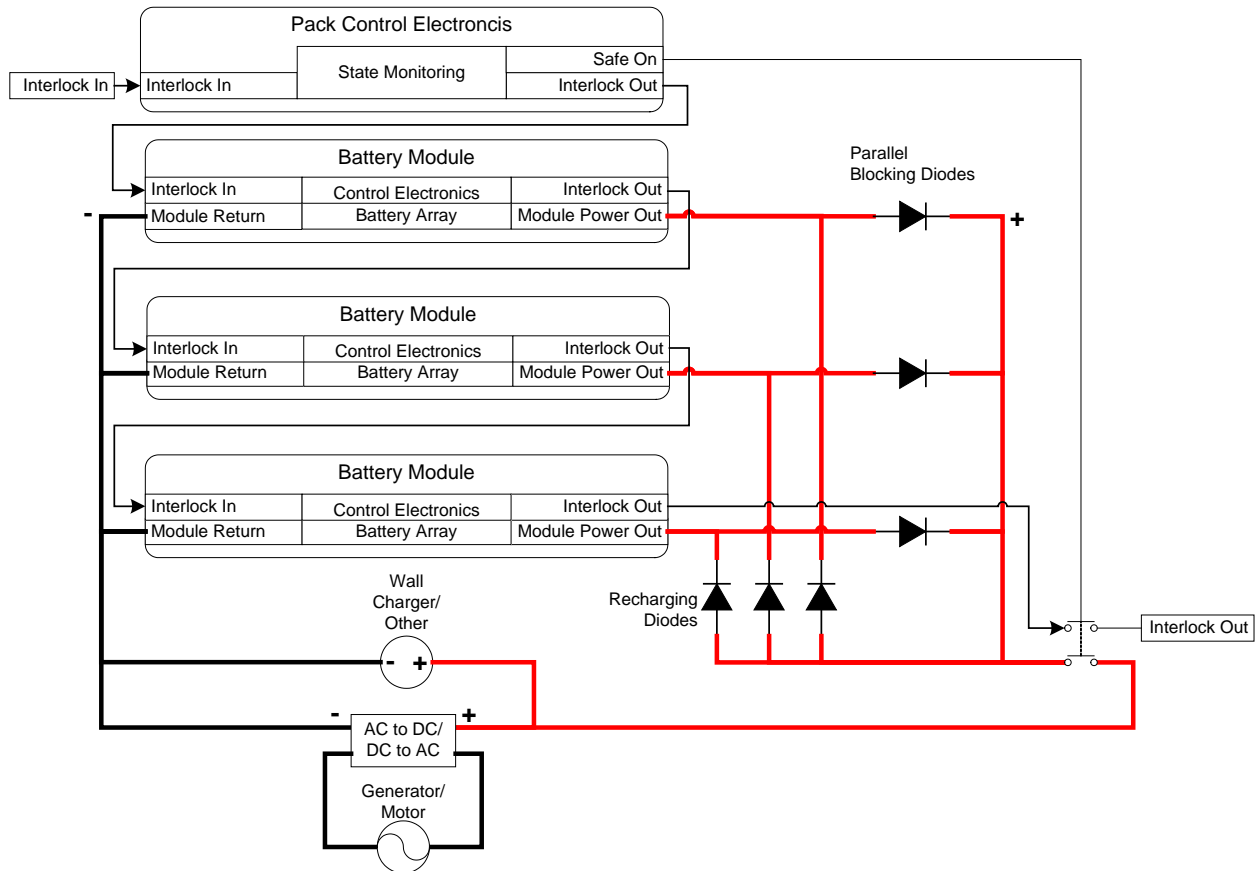 Pack Control Electroncis
Safe On
State Monitoring
Interlock In
Interlock In
Interlock Out
Battery Module
Interlock In
Control Electronics
Interlock Out
-
Module Return
Battery Array
Module Power Out
Parallel
Blocking Diodes
+
Battery Module
Interlock In
Control Electronics
Interlock Out
Module Return
Battery Array
Module Power Out
Battery Module
Interlock In
Control Electronics
Interlock Out
Module Return
Battery Array
Module Power Out
Wall
Charger/
Other
Recharging
Diodes
Interlock Out
- +
- +
AC to DC/
DC to AC
Generator/
Motor